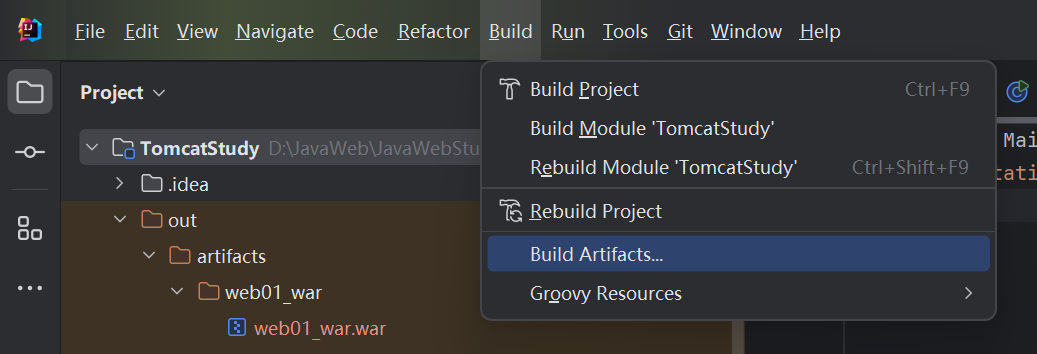 File Edit View Navigate Code Refactor Build Run Tools Git Window Help
Project
Build Project Ctrl+F9
Build Module 'TomcatStudy'
Rebuild Module 'TomcatStudy' Ctrl+Shift+F9
Rebuild Project
Build Artifacts...
Groovy Resources
TomcatStudy D:\JavaWeb\JavaWebStu
.idea
out
artifacts
web01_war
web01_war.war
Mai
tati